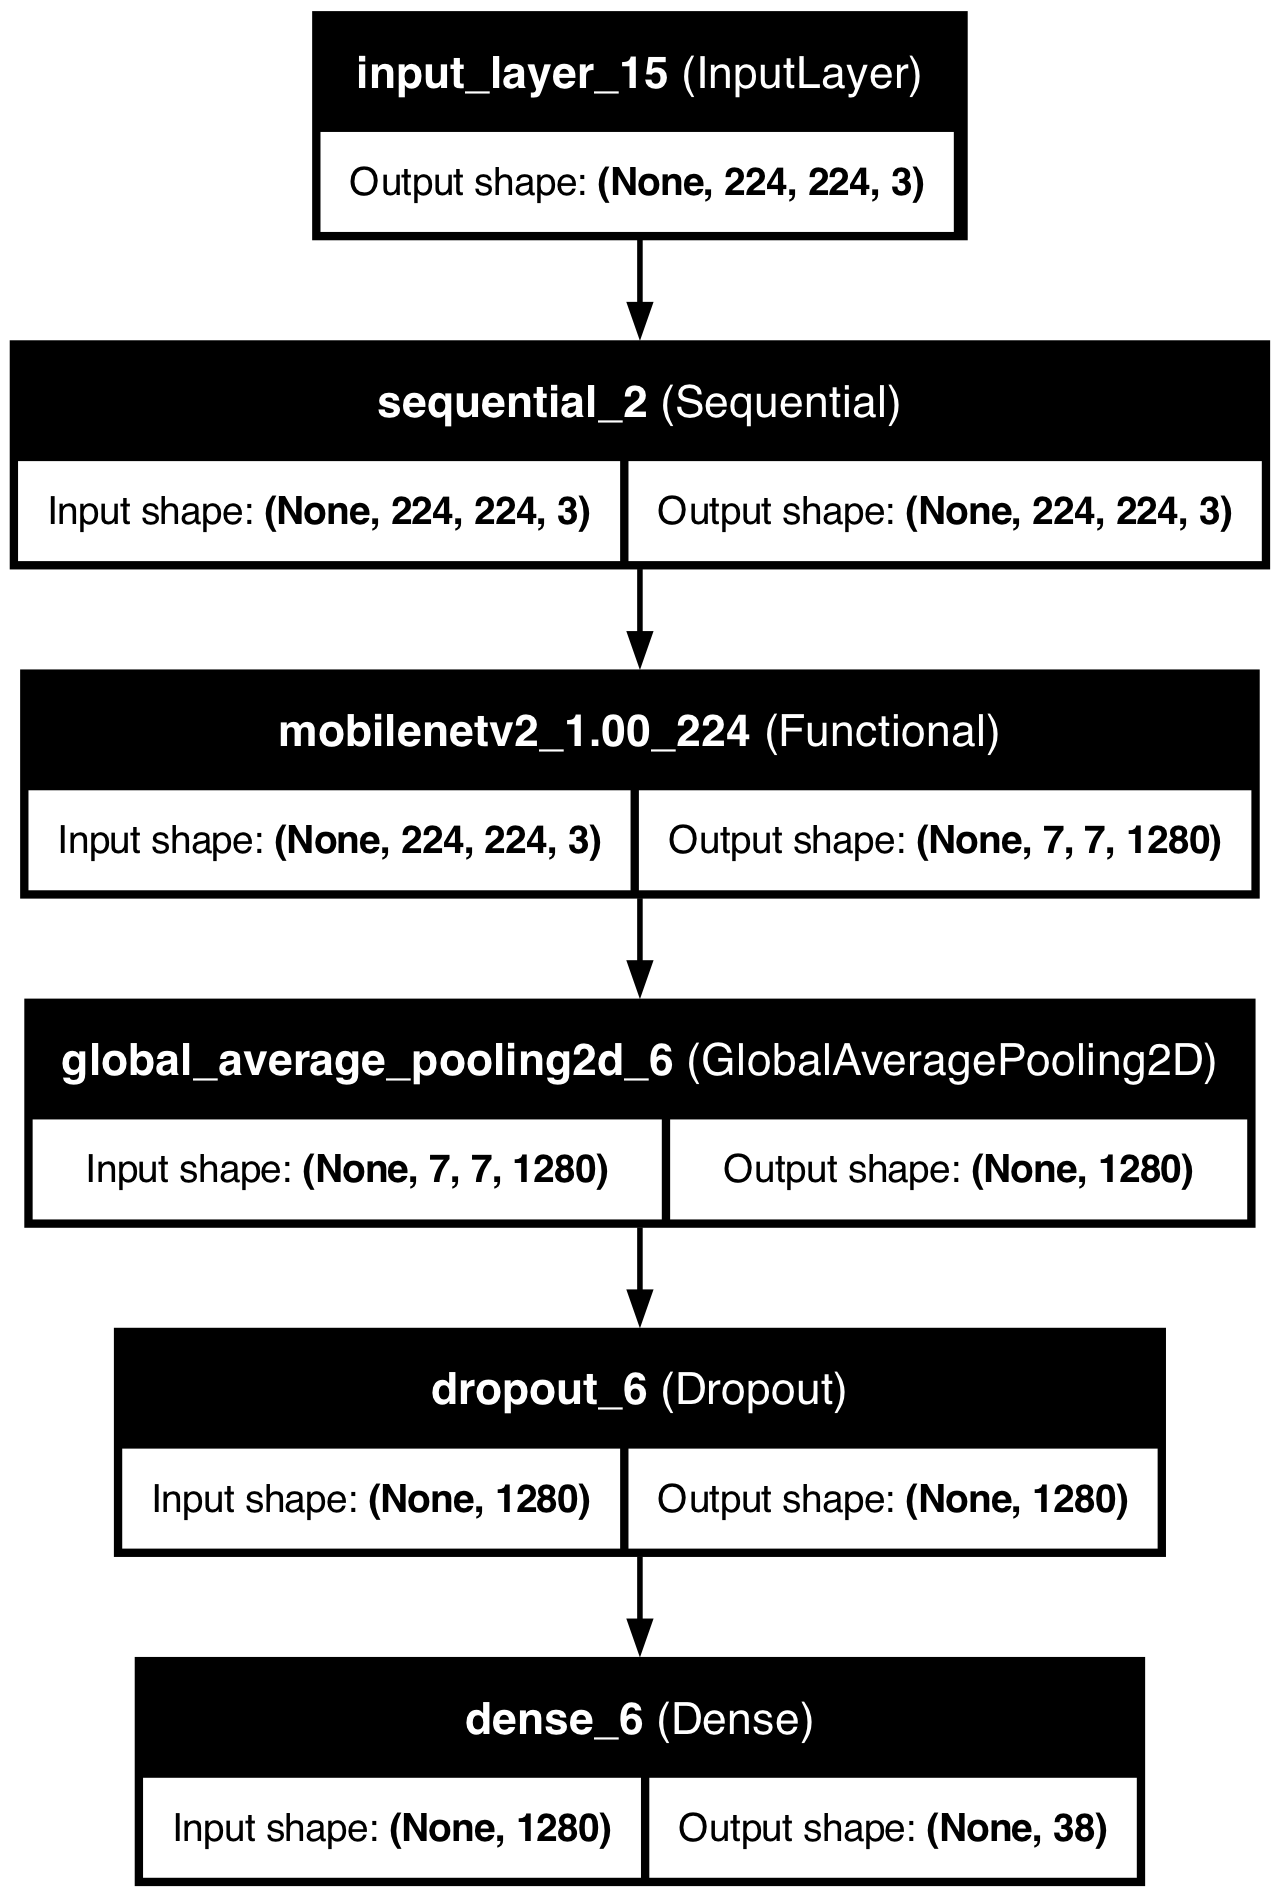 input_layer_15 (InputLayer)
Output shape: (None, 224, 224, 3)
sequential_2 (Sequential)
Input shape: (None, 224, 224, 3) Output shape: (None, 224, 224, 3)
mobilenetv2_1.00_224 (Functional)
Input shape: (None, 224, 224, 3) Output shape: (None, 7, 7, 1280)
global_average_pooling2d_6 (GlobalAveragePooling2D)
Input shape: (None, 7, 7, 1280) Output shape: (None, 1280)
dropout_6 (Dropout)
Input shape: (None, 1280) Output shape: (None, 1280)
dense_6 (Dense)
Input shape: (None, 1280) Output shape: (None, 38)